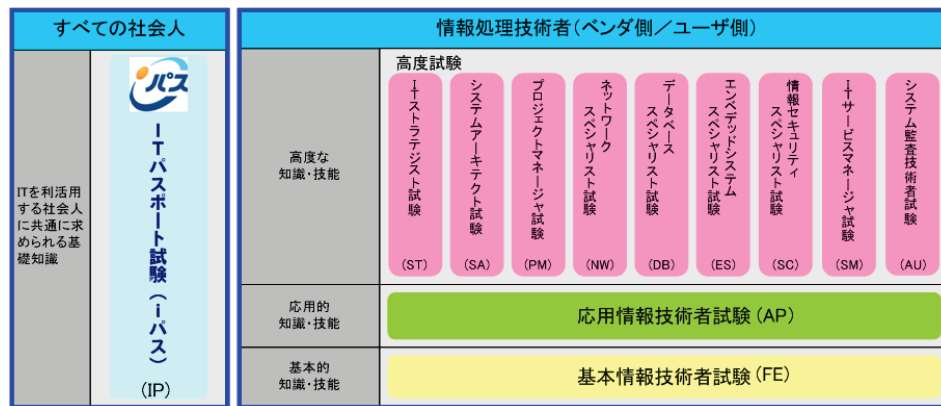 すべての社会人
ITを利活用
する社会人
に共通に求
められる基
礎知識
iパス
ITパスポート試験(iパス)
(IP)
情報処理技術者(ベンダ側/ユーザ側)
高度な
知識・技能
高度試験
ITストラテジスト試験
(ST)
システムアーキテクト試験
(SA)
プロジェクトマネージャ試験
(PM)
ネットワーク
スペシャリスト試験
(NW)
データベース
スペシャリスト試験
(DB)
エンベデッドシステム
スペシャリスト試験
(ES)
情報セキュリティ
スペシャリスト試験
(SC)
ITサービスマネージャ試験
(SM)
システム監査技術者試験
(AU)
応用的
知識・技能
応用情報技術者試験(AP)
基本的
知識・技能
基本情報技術者試験(FE)